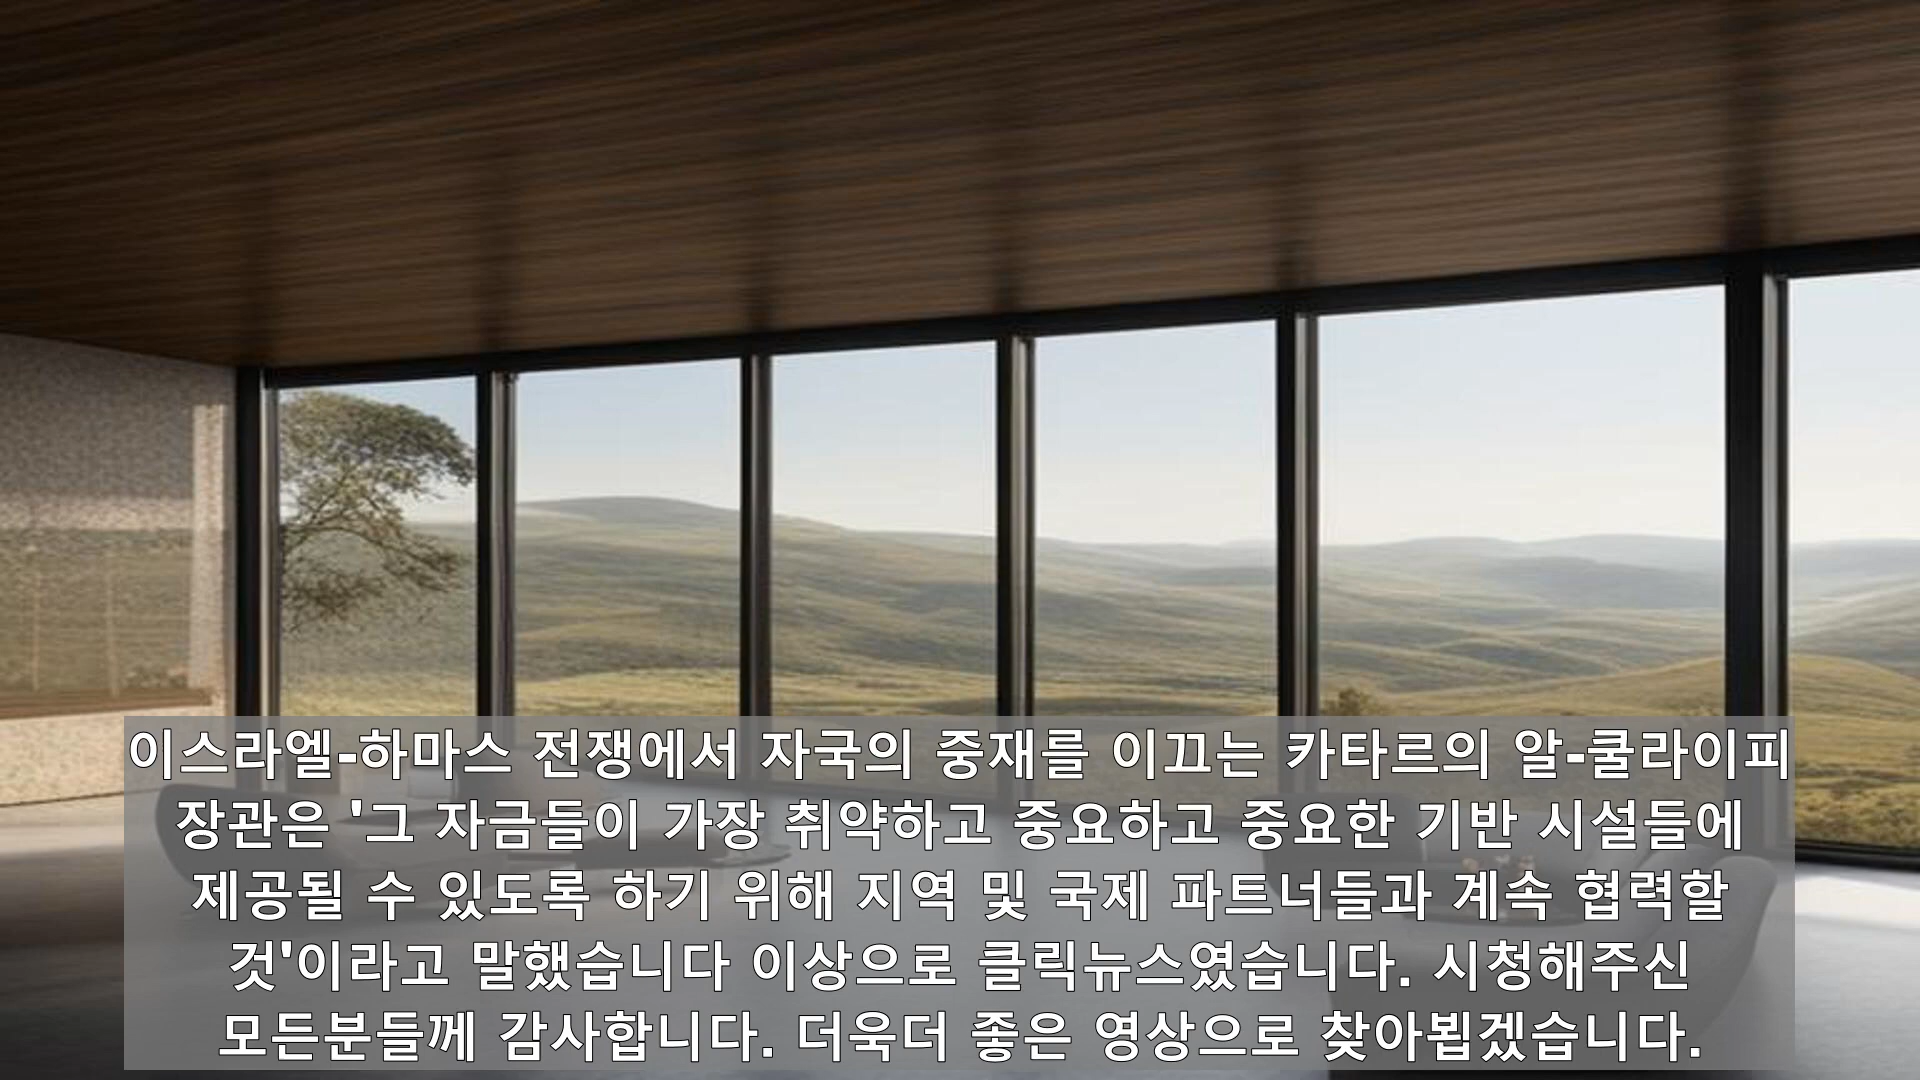 이스라엘-하마스 전쟁에서 자국의 중재를 이끄는 카타르의 알-쿨라이피
장관은 '그 자금들이 가장 취약하고 중요하고 중요한 기반 시설들에
제공될 수 있도록 하기 위해 지역 및 국제 파트너들과 계속 협력할
것'이라고 말했습니다 이상으로 클릭뉴스였습니다. 시청해주신
모든분들께 감사합니다. 더욱더 좋은 영상으로 찾아뵙겠습니다.